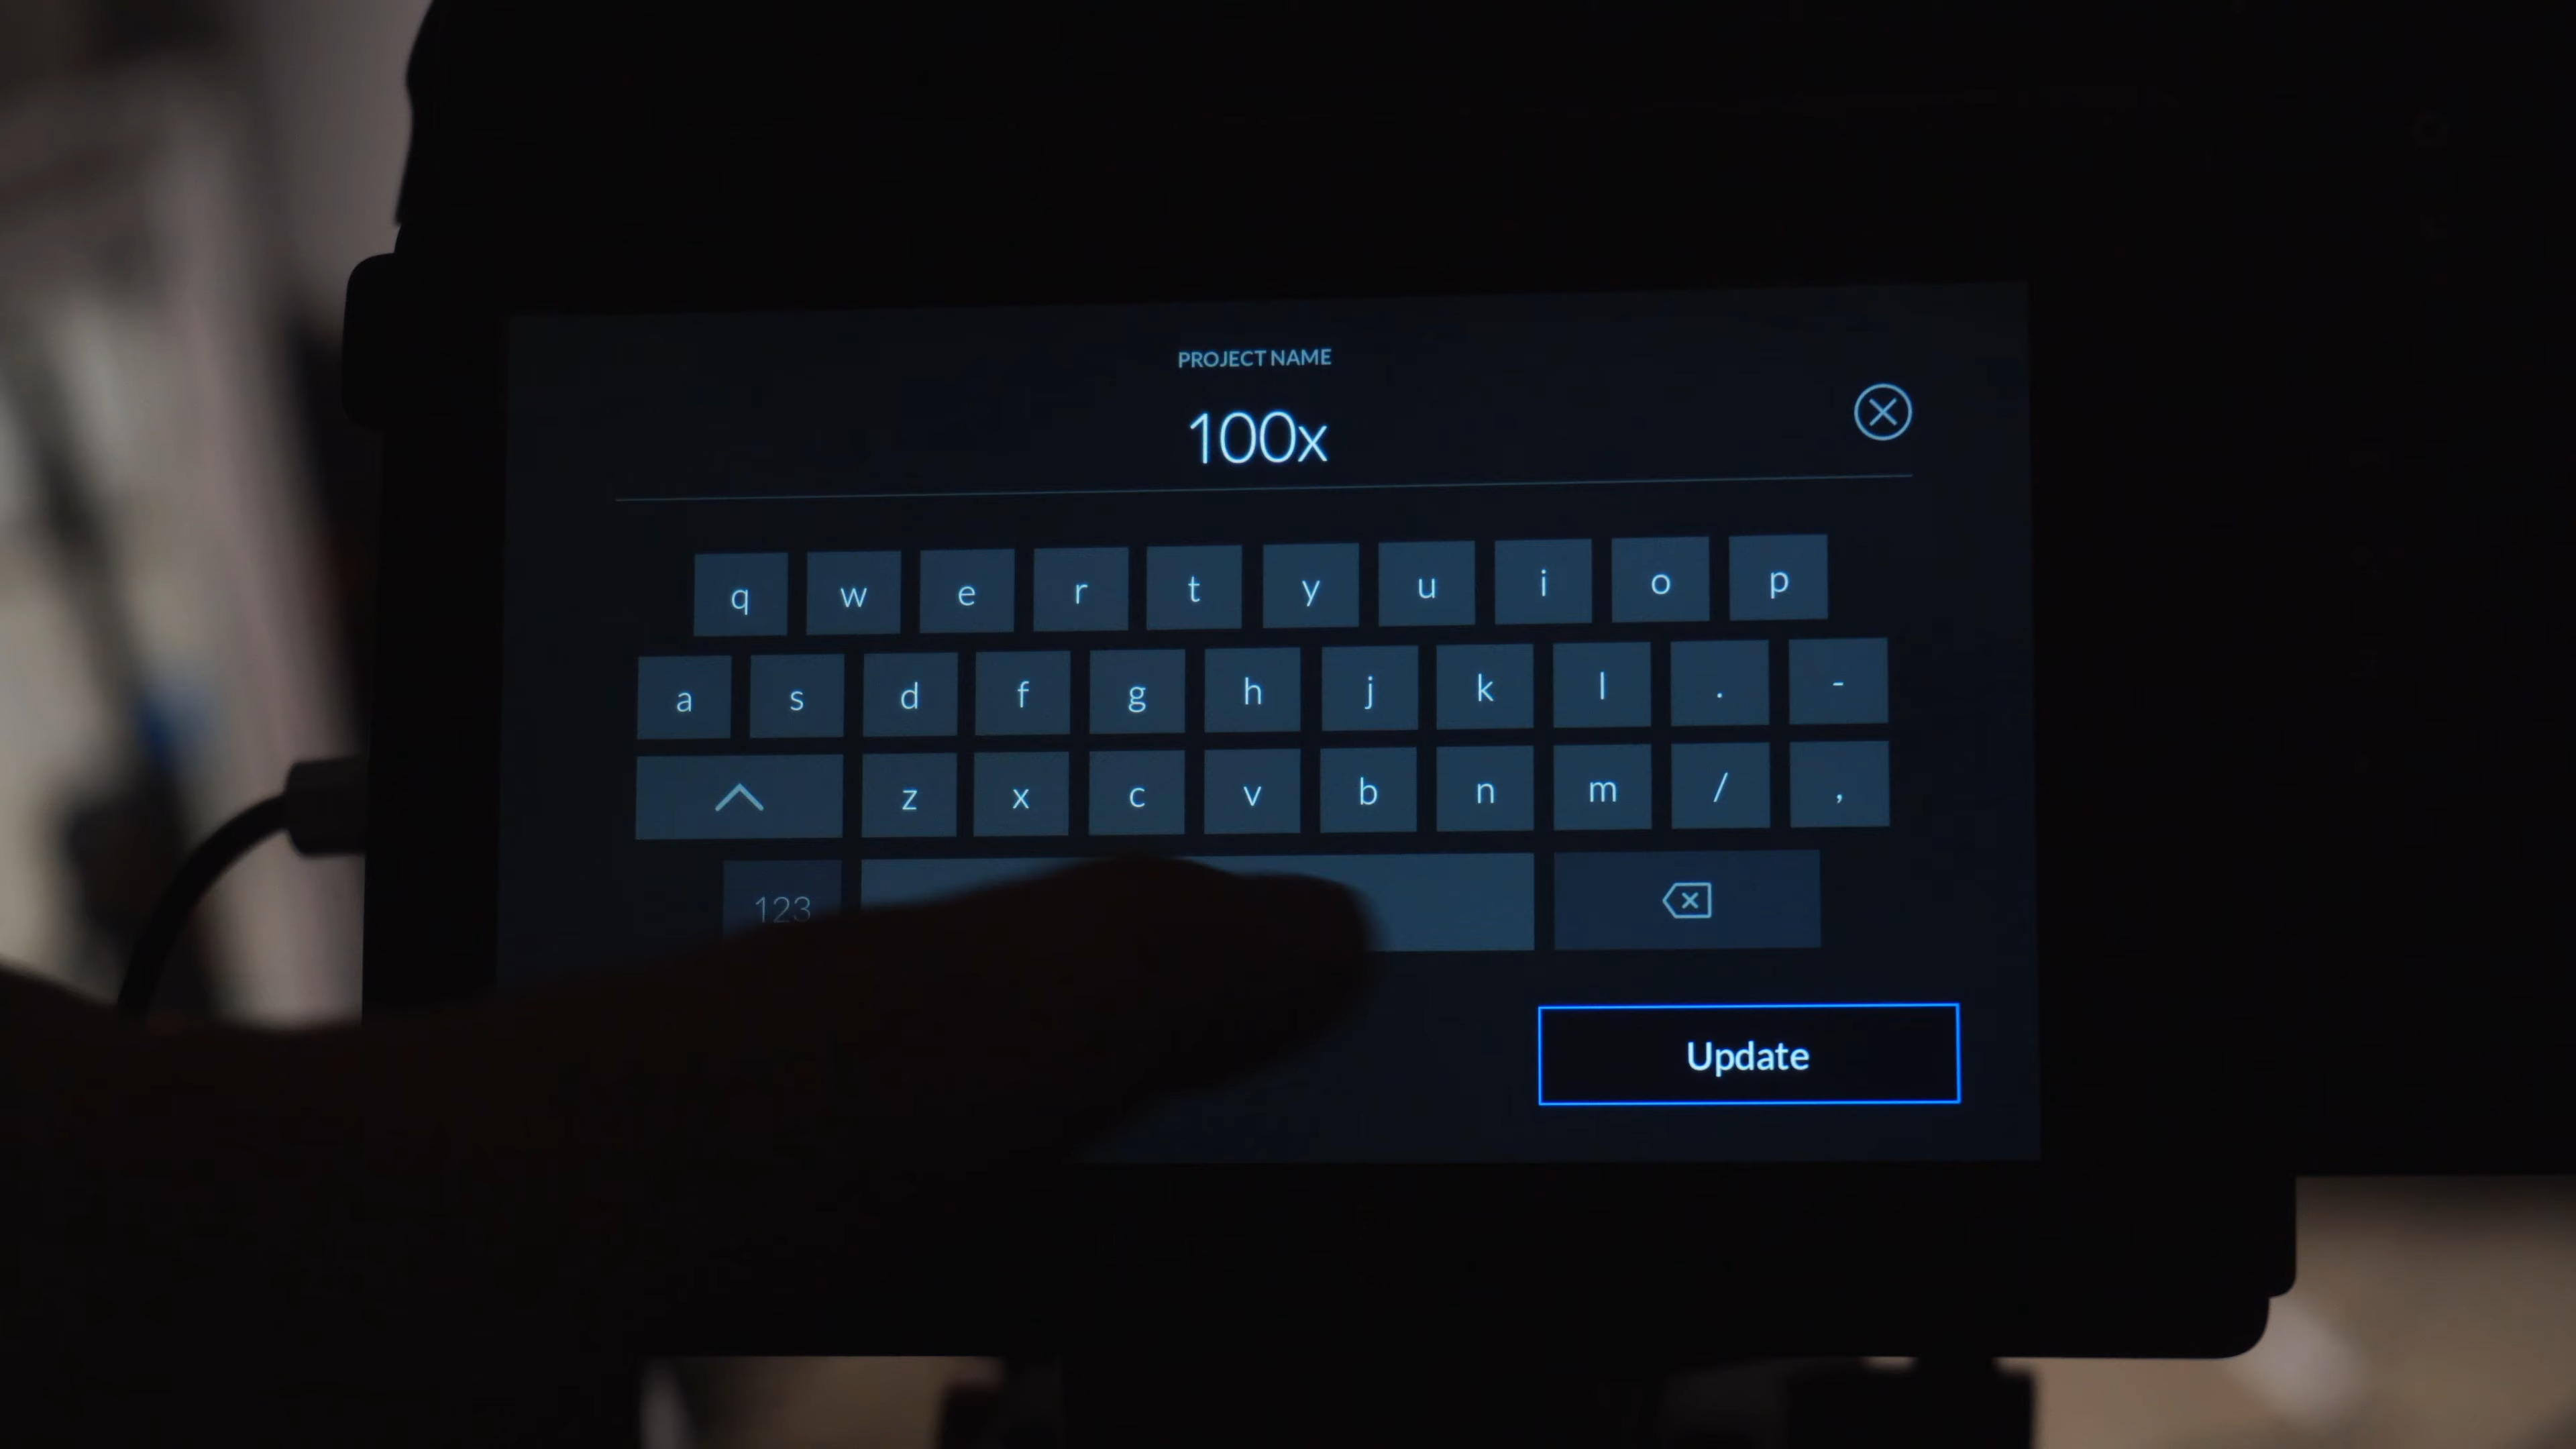 PROJECT NAME
100x
q w e r t y u i o p
a s d f g h j k l . -
z x c v b n m / ,
123
Update